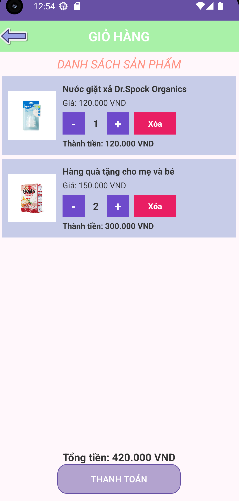 12:54
GIỎ HÀNG
DANH SÁCH SẢN PHẨM
Nước giặt xả Dr.Spock Organics
Giá: 120.000 VND
- 1 + Xóa
Thành tiền: 120.000 VND
Hàng quà tặng cho mẹ và bé
Giá: 150.000 VND
- 2 + Xóa
Thành tiền: 300.000 VND
Tổng tiền: 420.000 VND
THANH TOÁN